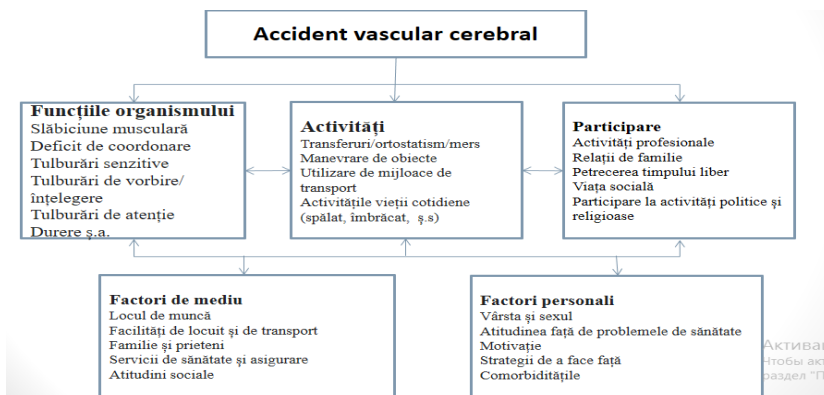 Accident vascular cerebral
Funcțiile organismului
Slăbiciune musculară
Deficit de coordonare
Tulburări senzitive
Tulburări de vorbire/
înțelegere
Tulburări de atenție
Durere ș.a.
Activități
Transferuri/ortostatism/mers
Manevrare de obiecte
Utilizare de mijloace de
transport
Activitățile vieții cotidiene
(spălat, îmbrăcat, ș.s)
Participare
Activități profesionale
Relații de familie
Petrecerea timpului liber
Viața socială
Participare la activități politice și
religioase
Factori de mediu
Locul de muncă
Facilități de locuit și de transport
Familie și prieteni
Servicii de sănătate și asigurare
Atitudini sociale
Factori personali
Vârsta și sexul
Atitudinea față de problemele de sănătate
Motivație
Strategii de a face față
Comorbiditățile
Чтобы
раздел "П